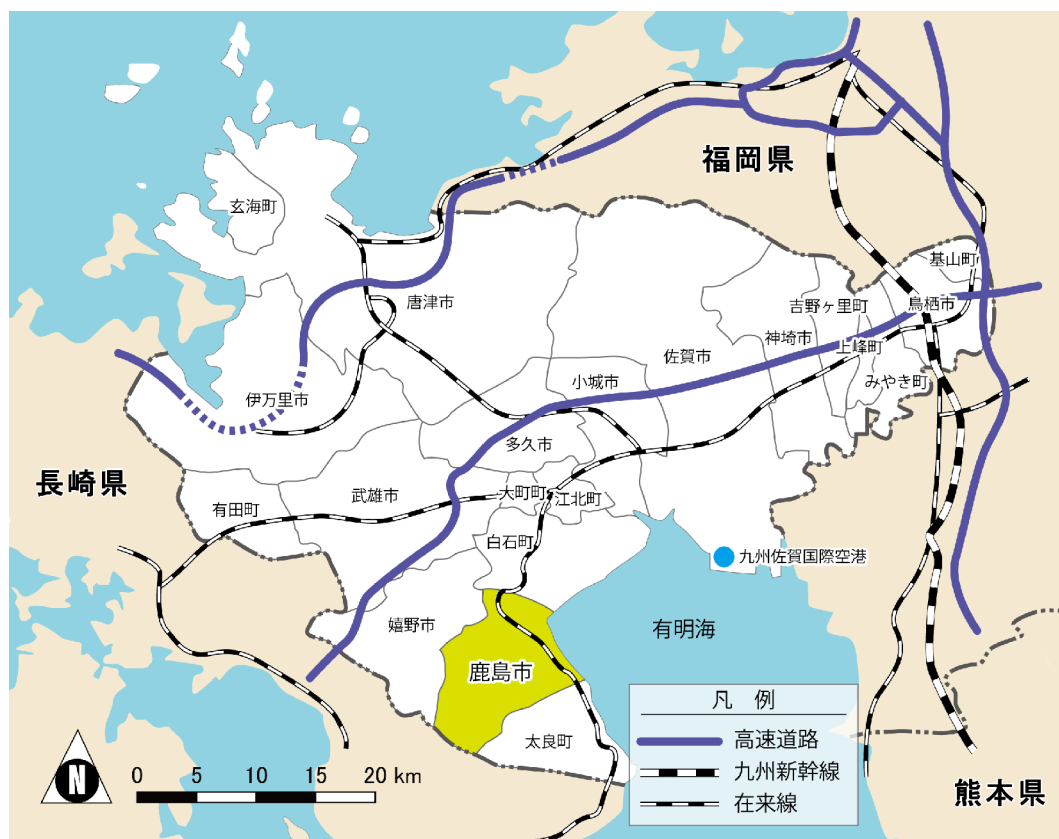 福岡県
玄海町
基山町
唐津市
吉野ヶ里町
鳥栖市
神埼市
佐賀市
上峰町
小城市
みやき町
伊万里市
多久市
長崎県
武雄市
大町町
江北町
有田町
白石町
九州佐賀国際空港
嬉野市
有明海
鹿島市
太良町
凡例
高速道路
九州新幹線
在来線
N
0 5 10 15 20 km
熊本県